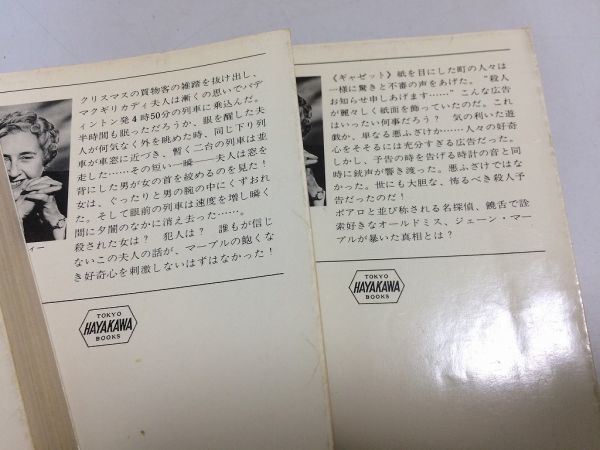 クリスマスの買物客の雑踏を抜け出し、
マクギリカディ夫人は漸くの思いでパデ
ィントン発4時50分の列車に乗込んだ。
半時間も眠っただろうか、眼を醒した夫
人が何気なく外を眺めた時、同じ下り列
車が車窓に近づき、暫く二台の列車は並
走した……その短い一瞬――夫人は窓を
背にした男が女の首を絞めるのを見た!
女は、ぐったりと男の腕の中にくずおれ
た。そして眼前の列車は速度を増し瞬く
間に夕闇のなかに消え去った……。
殺された女は? 犯人は? 誰もが信じ
ないこの夫人の話が、マープルの飽くな
き好奇心を刺激しないはずはなかった!
ィー
TOKYO
HAYAKAWA
BOOKS
《ギャゼット》紙を目にした町の人々は
一様に驚きと不審の声をあげた。“殺人
お知らせ申しあげます……”こんな広告
が麗々しく紙面を飾っていたのだ。これ
はいったい何事だろう? 気の利いた遊
戯か、単なる悪ふざけか……人々の好奇
心をそそるには充分すぎる広告だった。
しかし、予告の時を告げる時計の音と同
時に銃声が響き渡った。悪ふざけではな
かった。世にも大胆な、怖るべき殺人予
告だったのだ!
ポアロと並び称される名探偵、饒舌で詮
索好きなオールドミス、ジェーン・マー
プルが暴いた真相とは?
TOKYO
HAYAKAWA
BOOKS